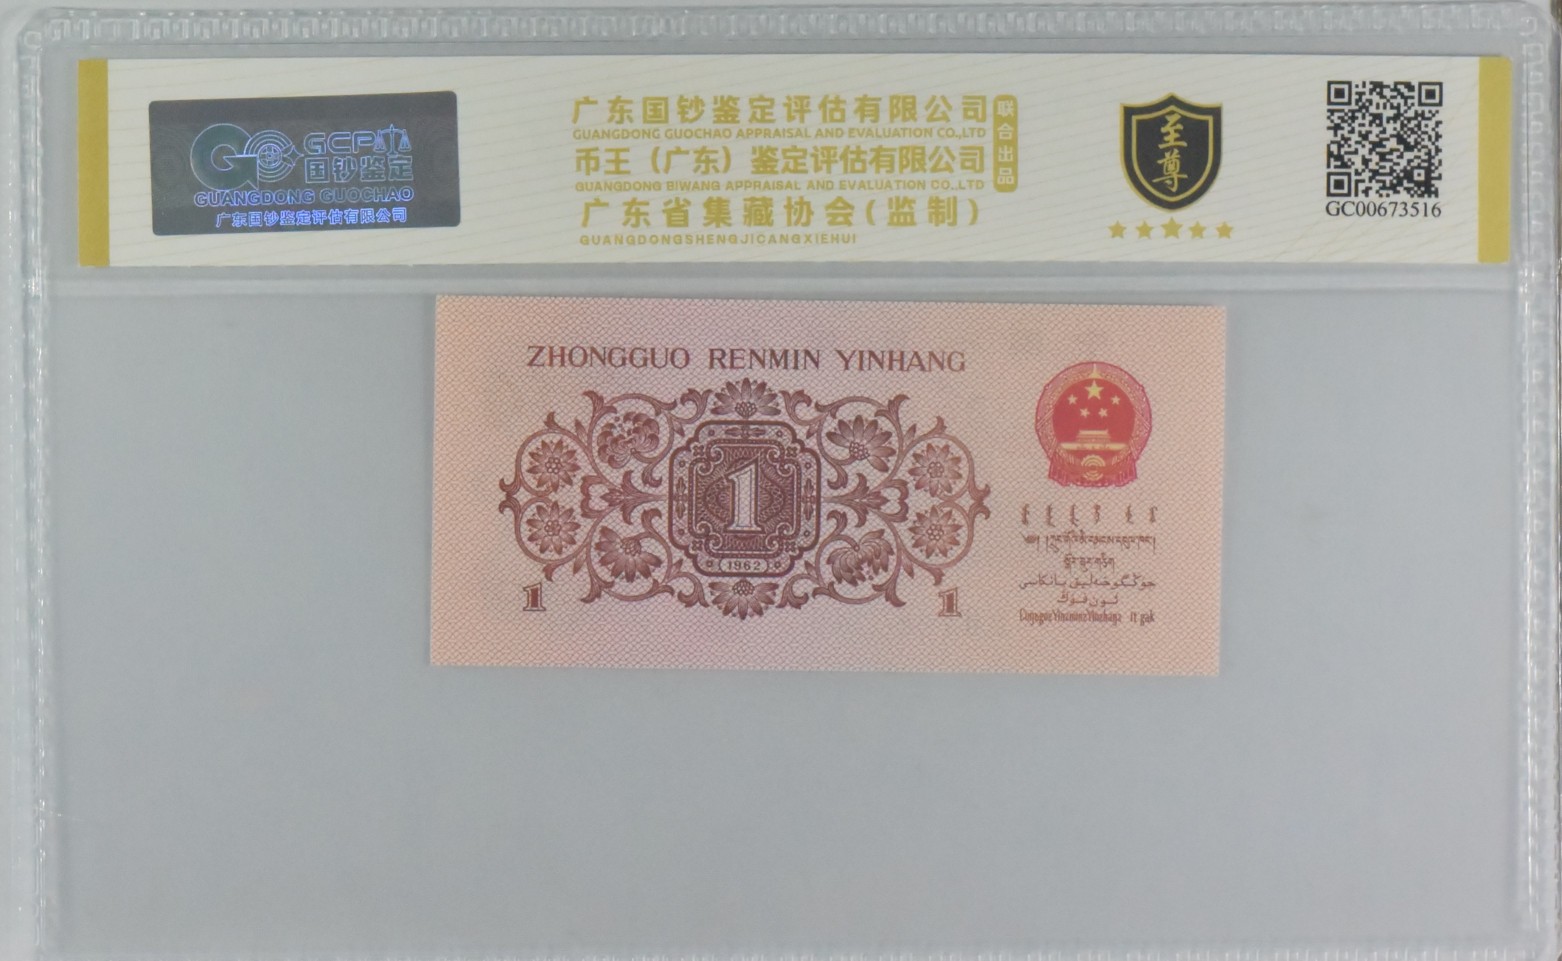 GCP
国钞鉴定
GUANGDONG GUOCHAO
广东国钞鉴定评估有限公司
广东国钞鉴定评估有限公司
GUANGDONG GUOCHAO APPRAISAL AND EVALUATION CO.,LTD
币王（广东）鉴定评估有限公司
GUANGDONG BIWANG APPRAISAL AND EVALUATION CO.,LTD
广东省集藏协会(监制)
GUANGDONGSHENGJICANGXIEHUI
联合出品
至尊
GC00673516
ZHONGGUO RENMIN YINHANG
1
(1962)
1
1